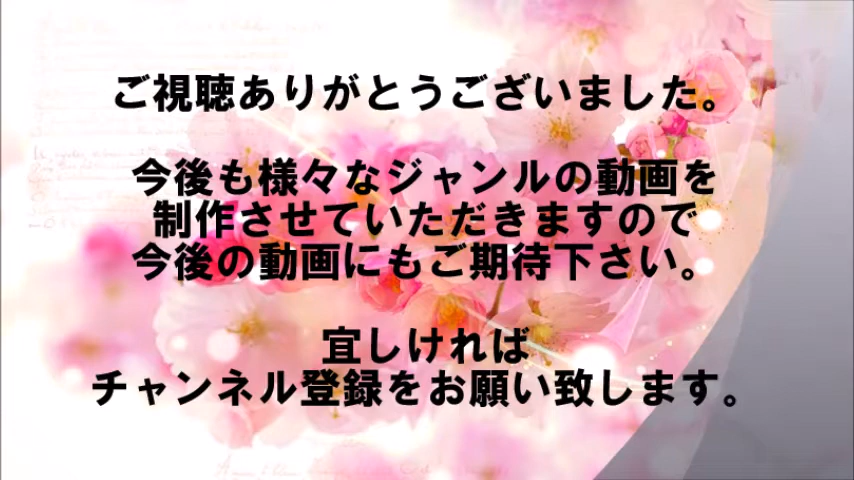 ご視聴ありがとうございました。
今後も様々なジャンルの動画を
制作させていただきますので
今後の動画にもご期待下さい。
宜しければ
チャンネル登録をお願い致します。